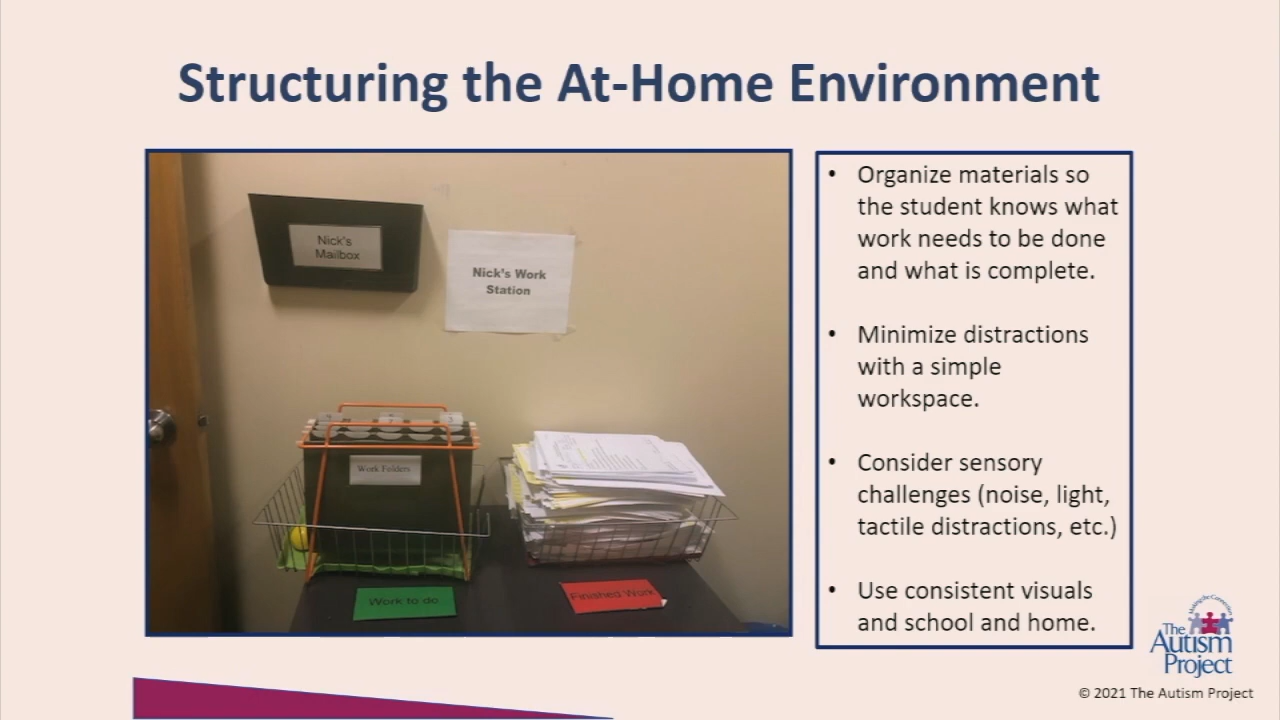 Structuring the At-Home Environment
Nick's
Mailbox
Nick's Work
Station
Work Folders
Work to do
Finished Work
• Organize materials so
the student knows what
work needs to be done
and what is complete.
• Minimize distractions
with a simple
workspace.
• Consider sensory
challenges (noise, light,
tactile distractions, etc.)
• Use consistent visuals
and school and home.
The
Autism
Project
© 2021 The Autism Project